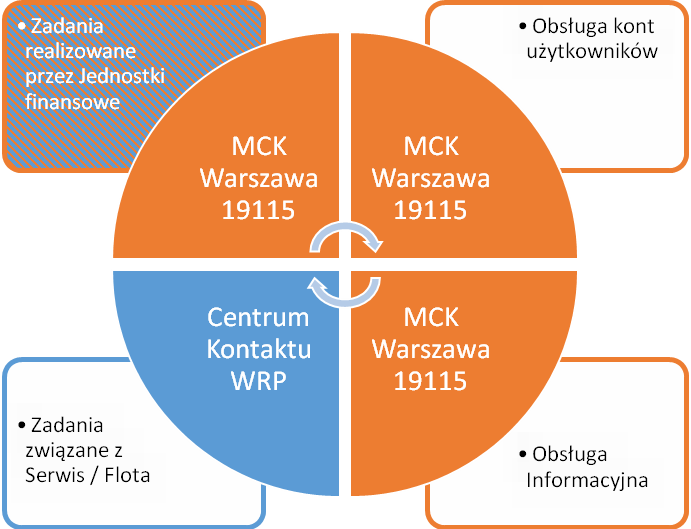 • Zadania
realizowane
przez Jednostki
finansowe
• Obsługa kont
użytkowników
MCK
Warszawa
19115
MCK
Warszawa
19115
Centrum
Kontaktu
WRP
MCK
Warszawa
19115
• Zadania
związane z
Serwis / Flota
• Obsługa
Informacyjna